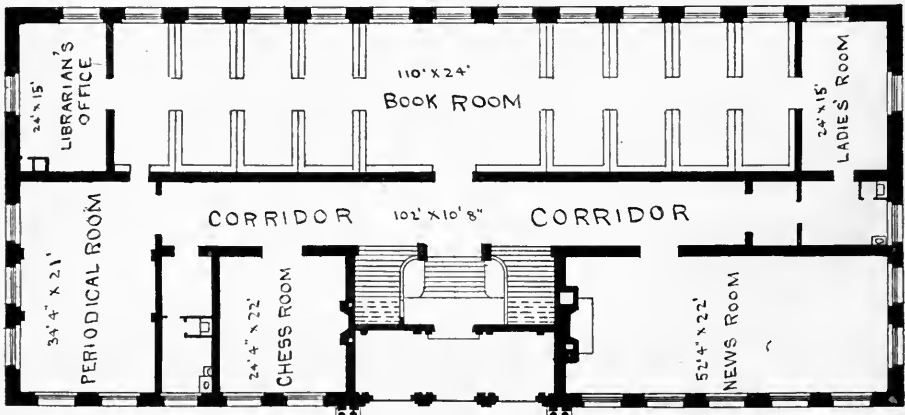 24' X 15'
LIBRARIAN'S
OFFICE
110' X 24'
BOOK ROOM
24' X 15'
LADIES' ROOM
CORRIDOR
102' X 10' 8"
CORRIDOR
34' 4" X 21'
PERIODICAL ROOM
24' 4" X 22'
CHESS ROOM
52' 4" X 22'
NEWS ROOM